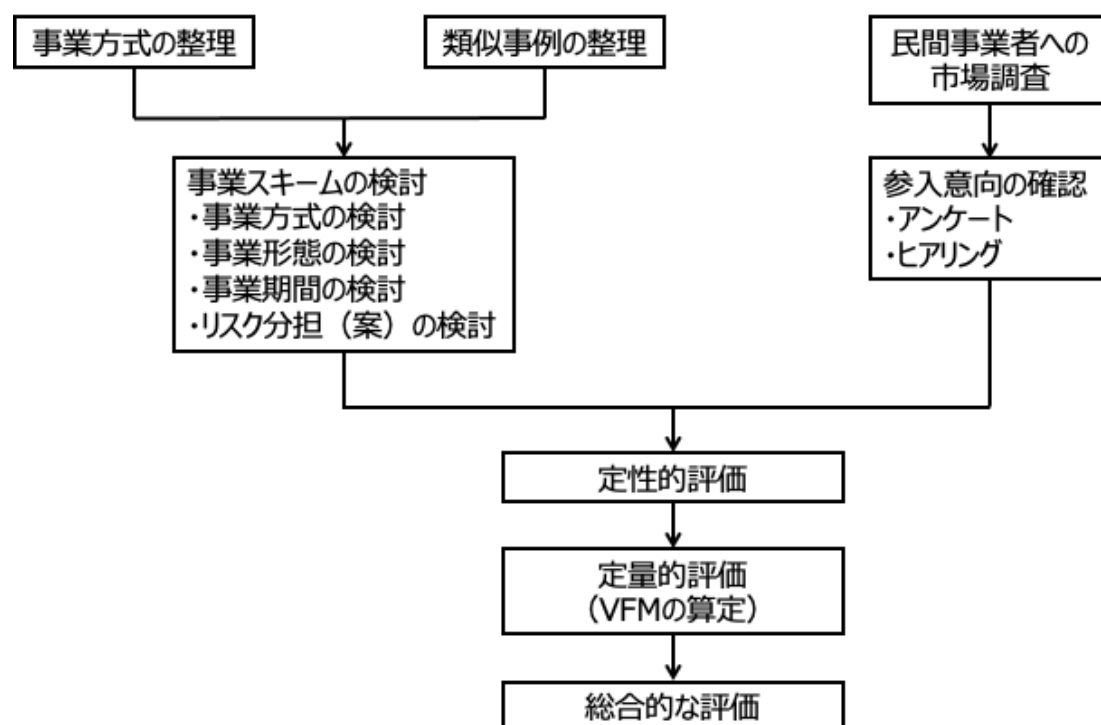 事業方式の整理
類似事例の整理
民間事業者への
市場調査
事業スキームの検討
・事業方式の検討
・事業形態の検討
・事業期間の検討
・リスク分担（案）の検討
参入意向の確認
・アンケート
・ヒアリング
定性的評価
定量的評価
（VFMの算定）
総合的な評価